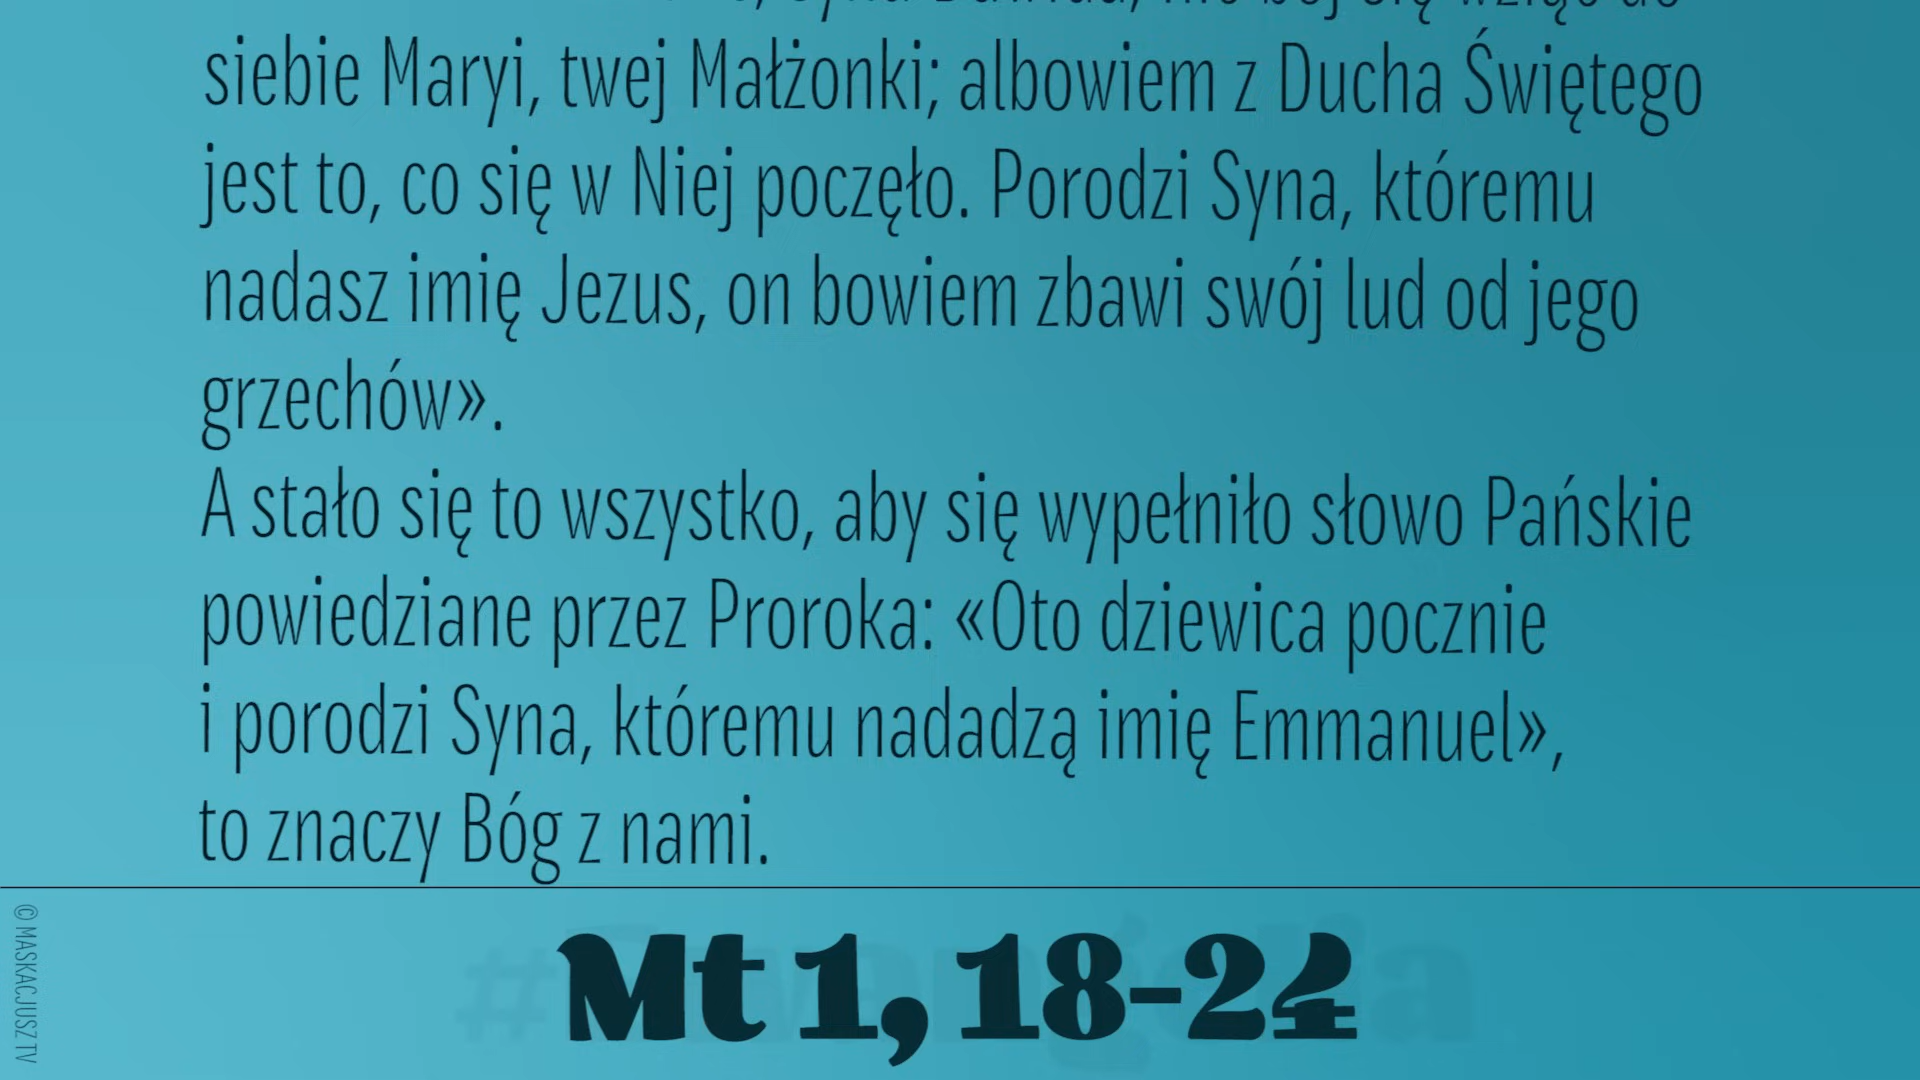 siebie Maryi, twej Małżonki; albowiem z Ducha Świętego
jest to, co się w Niej poczęło. Porodzi Syna, któremu
nadasz imię Jezus, on bowiem zbawi swój lud od jego
grzechów».
A stało się to wszystko, aby się wypełniło słowo Pańskie
powiedziane przez Proroka: «Oto dziewica pocznie
i porodzi Syna, któremu nadadzą imię Emmanuel»,
to znaczy Bóg z nami.
Mt 1, 18-24
© MASKACJUSZ TV